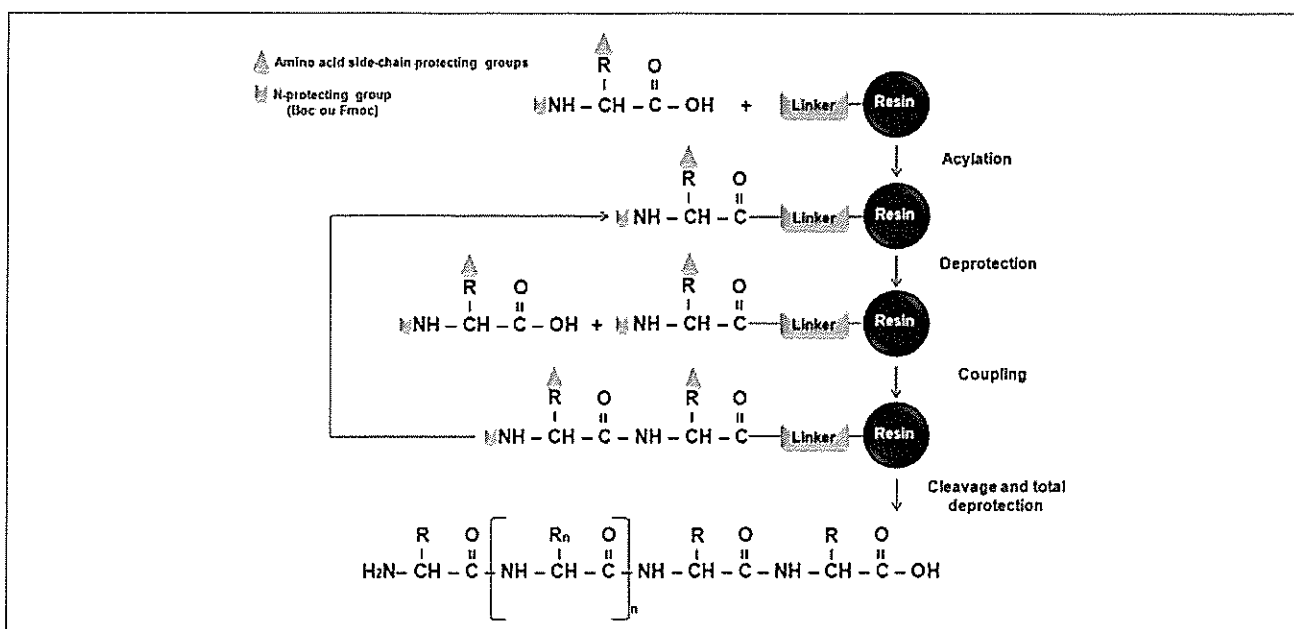 Amino acid side-chain protecting groups
N-protecting group
(Boc ou Fmoc)
R O
NH – CH – C – OH + Linker Resin
Acylation
R O
NH – CH – C Linker Resin
Deprotection
R O R O
NH – CH – C – OH + NH – CH – C Linker Resin
Coupling
R O R O
NH – CH – C – NH – CH – C Linker Resin
Cleavage and total
deprotection
R O Rn O R O R O
H2N – CH – C – NH – CH – C – NH – CH – C – NH – CH – C – OH
n